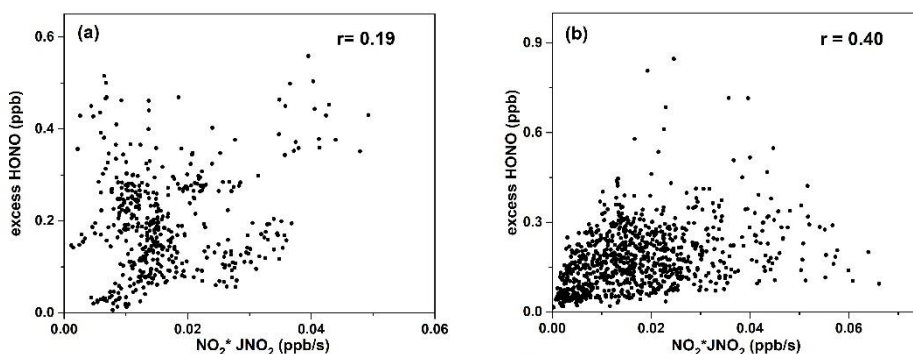 (a)
r= 0.19
excess HONO (ppb)
0.6
0.4
0.2
0.0
0.00
0.02
0.04
0.06
NO₂* JNO₂ (ppb/s)
(b)
r = 0.40
excess HONO (ppb)
0.9
0.6
0.3
0.0
0.00
0.02
0.04
0.06
NO₂*JNO₂ (ppb/s)